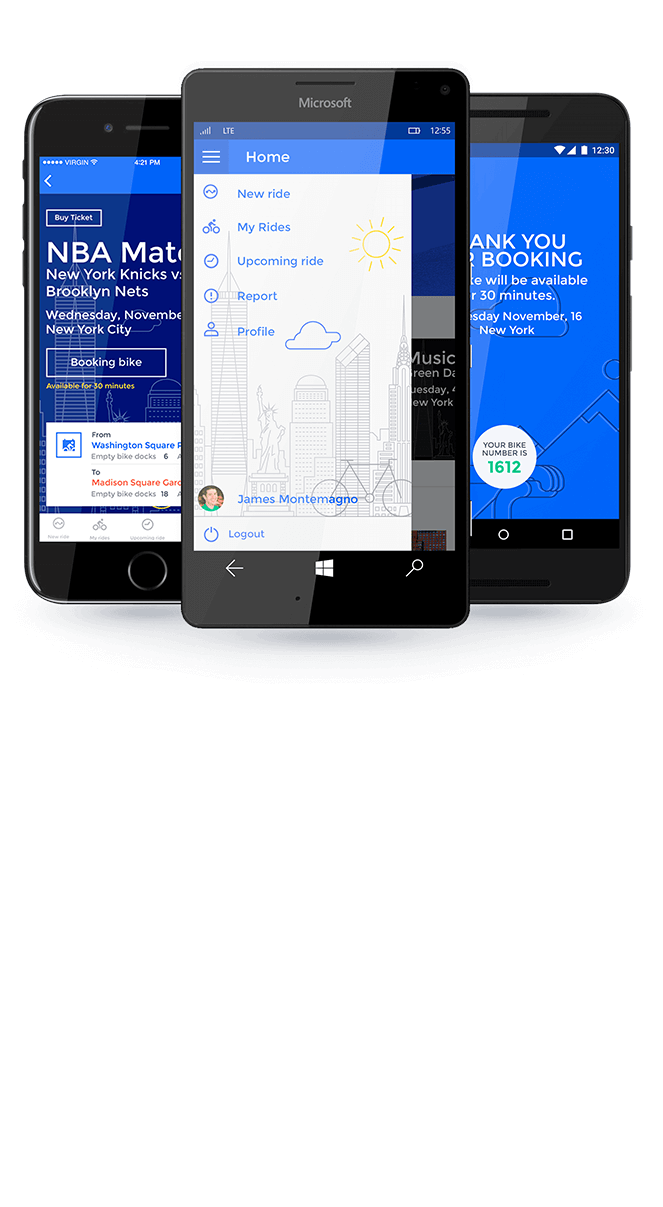 VIRGIN
4:21 PM
Buy Ticket
NBA Matc
New York Knicks vs
Brooklyn Nets
Wednesday, Novembe
New York City
Booking bike
Available for 30 minutes
From
Washington Square P
Empty bike docks 6 A
To
Madison Square Gard
Empty bike docks 18 A
New ride
My rides
Upcoming ride
Microsoft
LTE
12:55
Home
New ride
My Rides
Upcoming ride
Report
Profile
James Montemagno
Logout
Music
Green Da
Tuesday, 4
New York
12:30
ANK YOU
R BOOKING
ke will be available
r 30 minutes.
sday November, 16
New York
YOUR BIKE
NUMBER IS
1612